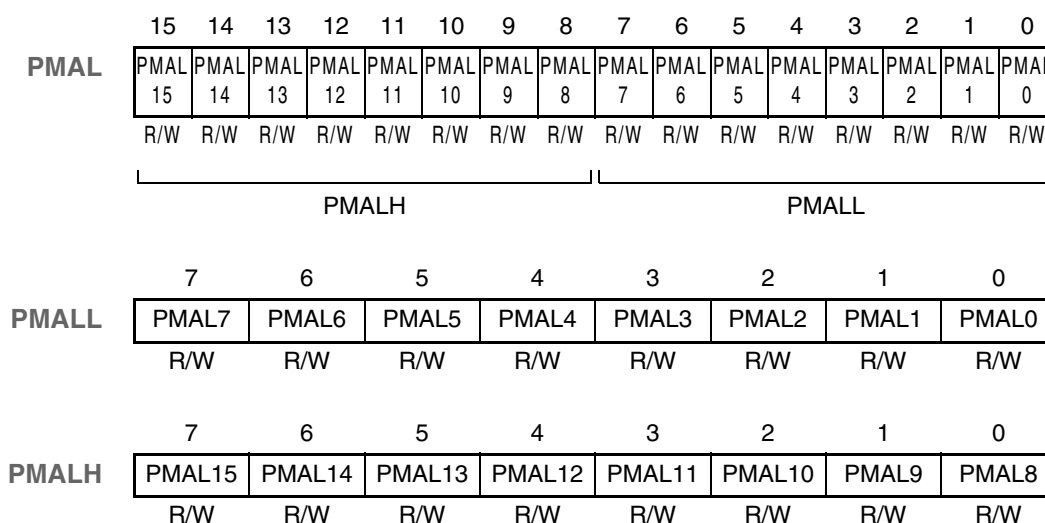 15 14 13 12 11 10 9 8 7 6 5 4 3 2 1 0
PMAL PMAL PMAL PMAL PMAL PMAL PMAL PMAL PMAL PMAL PMAL PMAL PMAL PMAL PMAL PMAL PMAL
15 14 13 12 11 10 9 8 7 6 5 4 3 2 1 0
R/W R/W R/W R/W R/W R/W R/W R/W R/W R/W R/W R/W R/W R/W R/W R/W
PMALH PMALL
7 6 5 4 3 2 1 0
PMALL PMAL7 PMAL6 PMAL5 PMAL4 PMAL3 PMAL2 PMAL1 PMAL0
R/W R/W R/W R/W R/W R/W R/W R/W
7 6 5 4 3 2 1 0
PMALH PMAL15 PMAL14 PMAL13 PMAL12 PMAL11 PMAL10 PMAL9 PMAL8
R/W R/W R/W R/W R/W R/W R/W R/W